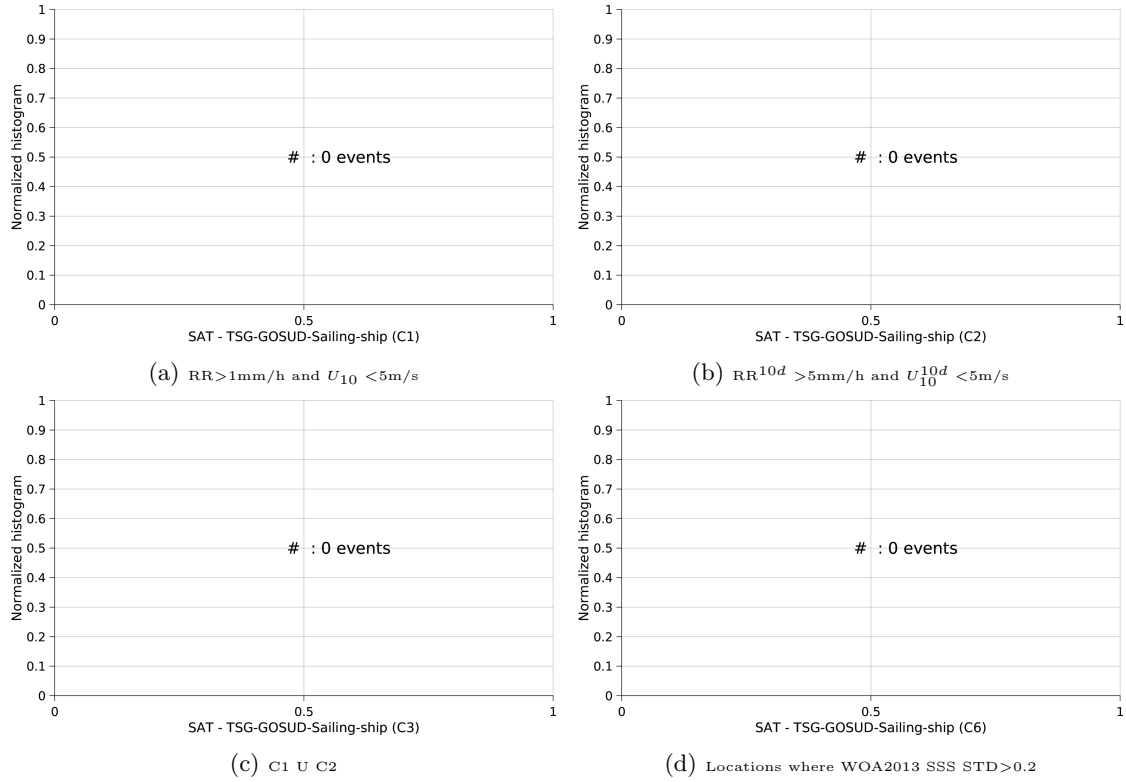 1
0.9
0.8
0.7
0.6
0.5
0.4
0.3
0.2
0.1
0
Normalized histogram
# : 0 events
0 0.5 1
SAT - TSG-GOSUD-Sailing-ship (C1)
(a) RR>1mm/h and U10 <5m/s
1
0.9
0.8
0.7
0.6
0.5
0.4
0.3
0.2
0.1
0
Normalized histogram
# : 0 events
0 0.5 1
SAT - TSG-GOSUD-Sailing-ship (C2)
(b) RR10d >5mm/h and U10d10 <5m/s
1
0.9
0.8
0.7
0.6
0.5
0.4
0.3
0.2
0.1
0
Normalized histogram
# : 0 events
0 0.5 1
SAT - TSG-GOSUD-Sailing-ship (C3)
(c) C1 U C2
1
0.9
0.8
0.7
0.6
0.5
0.4
0.3
0.2
0.1
0
Normalized histogram
# : 0 events
0 0.5 1
SAT - TSG-GOSUD-Sailing-ship (C6)
(d) Locations where WOA2013 SSS STD>0.2